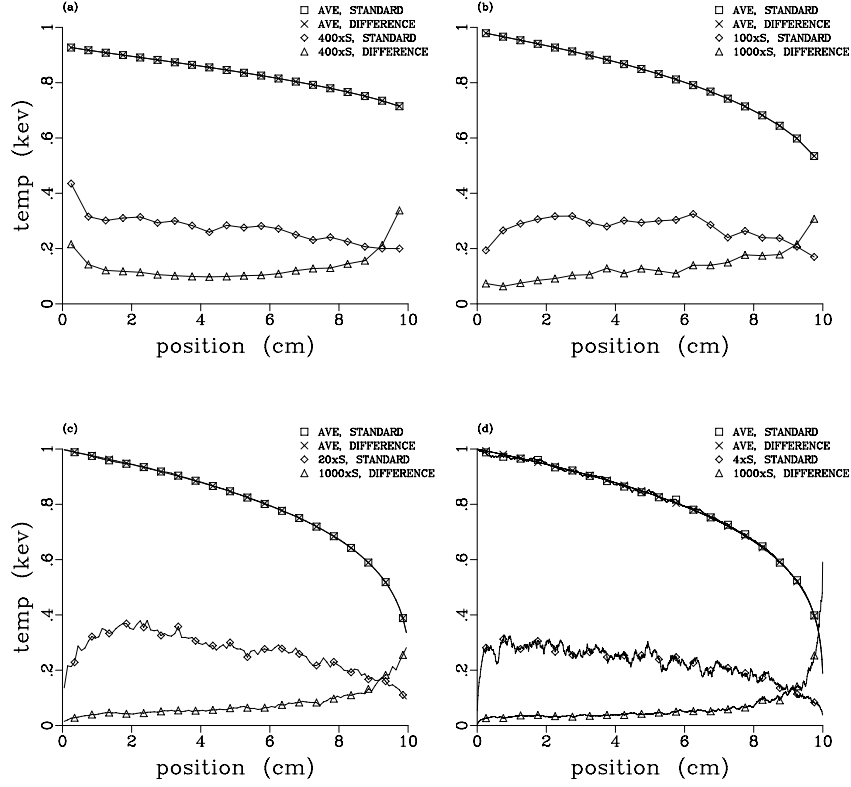 (a)
AVE, STANDARD
AVE, DIFFERENCE
400xS, STANDARD
400xS, DIFFERENCE
1
.8
.6
.4
.2
0
temp (kev)
0 2 4 6 8 10
position (cm)
(b)
AVE, STANDARD
AVE, DIFFERENCE
100xS, STANDARD
1000xS, DIFFERENCE
1
.8
.6
.4
.2
0
0 2 4 6 8 10
position (cm)
(c)
AVE, STANDARD
AVE, DIFFERENCE
20xS, STANDARD
1000xS, DIFFERENCE
1
.8
.6
.4
.2
0
temp (kev)
0 2 4 6 8 10
position (cm)
(d)
AVE, STANDARD
AVE, DIFFERENCE
4xS, STANDARD
1000xS, DIFFERENCE
1
.8
.6
.4
.2
0
0 2 4 6 8 10
position (cm)